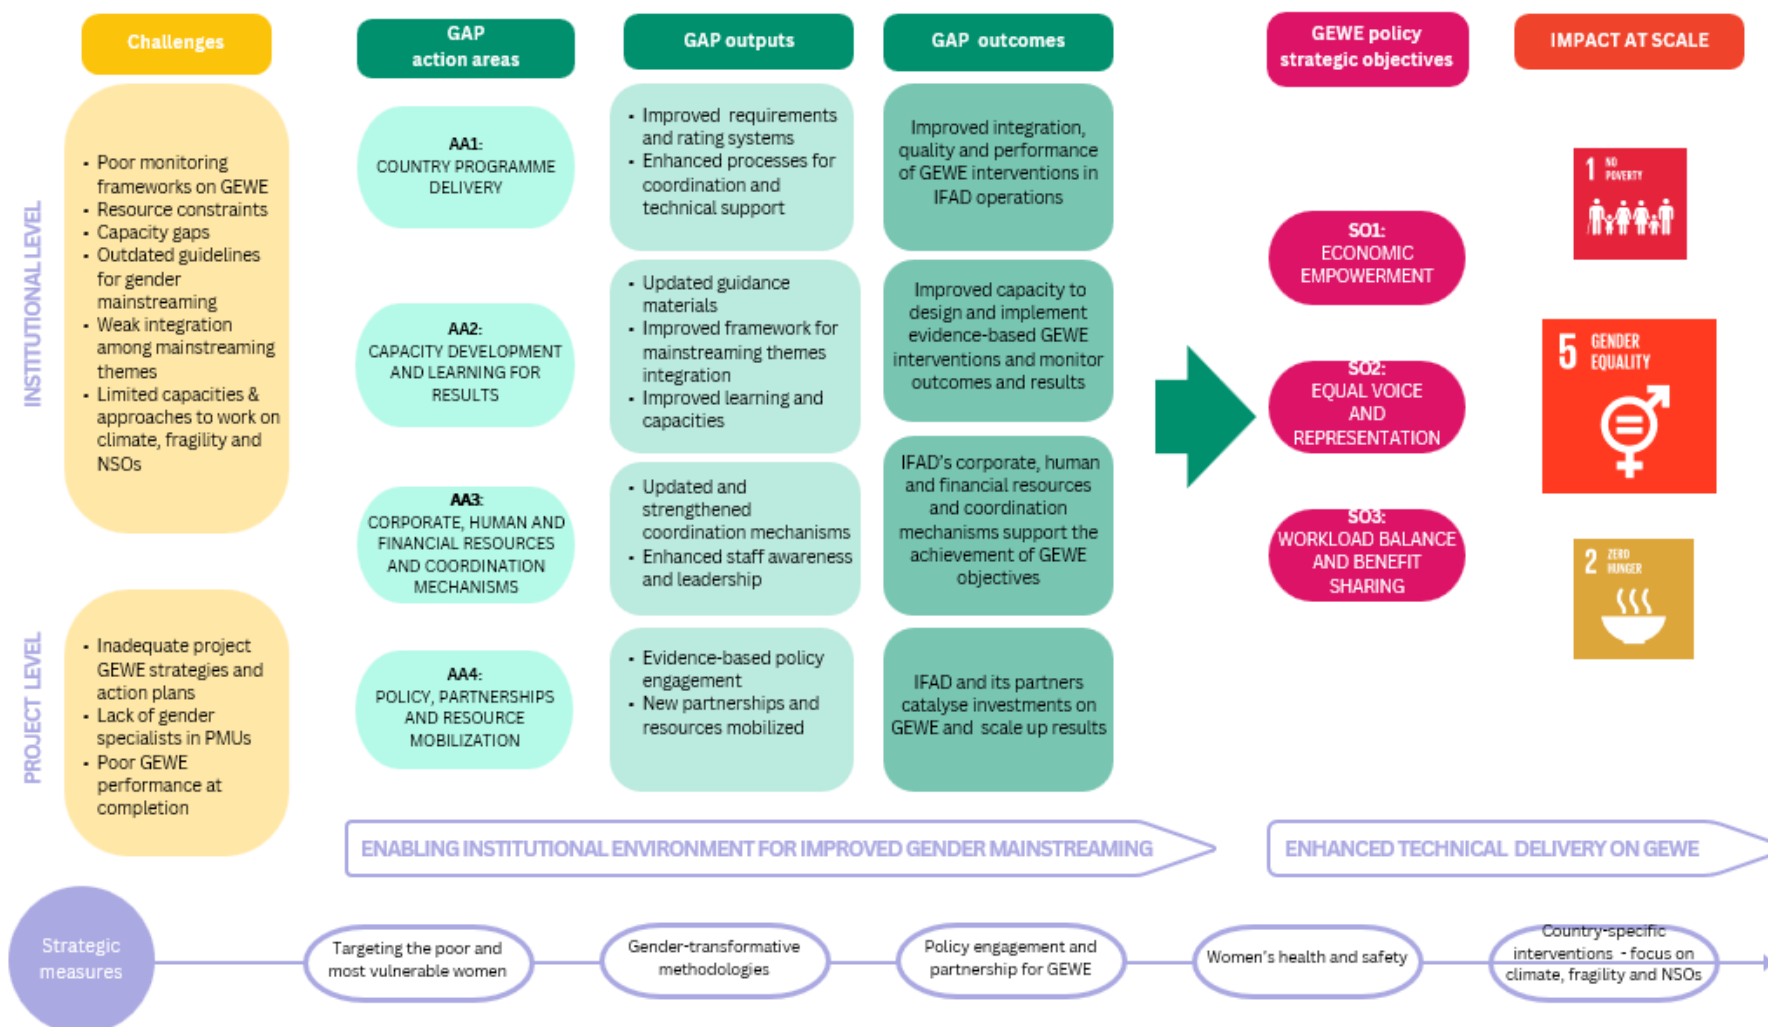 Challenges
GAP
action areas
GAP outputs
GAP outcomes
GEWE policy
strategic objectives
IMPACT AT SCALE
INSTITUTIONAL LEVEL
• Poor monitoring
frameworks on GEWE
• Resource constraints
• Capacity gaps
• Outdated guidelines
for gender
mainstreaming
• Weak integration
among mainstreaming
themes
• Limited capacities &
approaches to work on
climate, fragility and
NSOs
PROJECT LEVEL
• Inadequate project
GEWE strategies and
action plans
• Lack of gender
specialists in PMUs
• Poor GEWE
performance at
completion
AA1:
COUNTRY PROGRAMME
DELIVERY
AA2:
CAPACITY DEVELOPMENT
AND LEARNING FOR
RESULTS
AA3:
CORPORATE, HUMAN AND
FINANCIAL RESOURCES
AND COORDINATION
MECHANISMS
AA4:
POLICY, PARTNERSHIPS
AND RESOURCE
MOBILIZATION
• Improved requirements
and rating systems
• Enhanced processes for
coordination and
technical support
• Updated guidance
materials
• Improved framework for
mainstreaming themes
integration
• Improved learning and
capacities
• Updated and
strengthened
coordination mechanisms
• Enhanced staff awareness
and leadership
• Evidence-based policy
engagement
• New partnerships and
resources mobilized
Improved integration,
quality and performance
of GEWE interventions in
IFAD operations
Improved capacity to
design and implement
evidence-based GEWE
interventions and monitor
outcomes and results
IFAD's corporate, human
and financial resources
and coordination
mechanisms support the
achievement of GEWE
objectives
IFAD and its partners
catalyse investments on
GEWE and scale up results
SO1:
ECONOMIC
EMPOWERMENT
SO2:
EQUAL VOICE
AND
REPRESENTATION
SO3:
WORKLOAD BALANCE
AND BENEFIT
SHARING
1 NO
POVERTY
5 GENDER
EQUALITY
2 ZERO
HUNGER
ENABLING INSTITUTIONAL ENVIRONMENT FOR IMPROVED GENDER MAINSTREAMING
ENHANCED TECHNICAL DELIVERY ON GEWE
Strategic
measures
Targeting the poor and
most vulnerable women
Gender-transformative
methodologies
Policy engagement and
partnership for GEWE
Women's health and safety
Country-specific
interventions - focus on
climate, fragility and NSOs